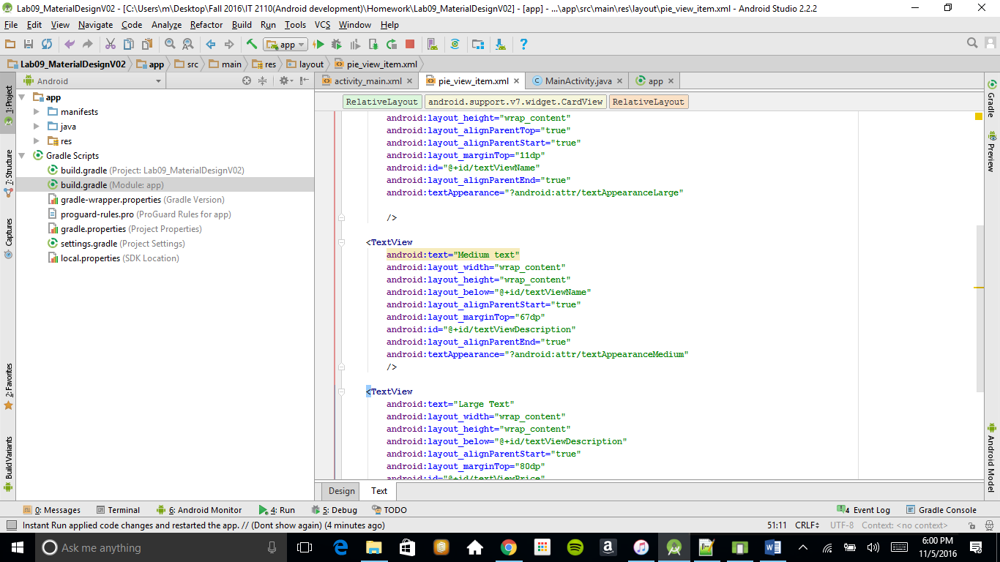 Lab09_MaterialDesignV02 - [C:\Users\m\Desktop\Fall 2016\IT 2110(Android development)\Homework\Lab09_MaterialDesignV02] - [app] - ...\app\src\main\res\layout\pie_view_item.xml - Android Studio 2.2.2
File Edit View Navigate Code Analyze Refactor Build Run Tools VCS Window Help
app
Lab09_MaterialDesignV02 app src main res layout pie_view_item.xml
Android
activity_main.xml pie_view_item.xml MainActivity.java app
1: Project
7: Structure
Captures
2: Favorites
Build Variants
app
manifests
java
res
Gradle Scripts
build.gradle (Project: Lab09_MaterialDesignV02)
build.gradle (Module: app)
gradle-wrapper.properties (Gradle Version)
proguard-rules.pro (ProGuard Rules for app)
gradle.properties (Project Properties)
settings.gradle (Project Settings)
local.properties (SDK Location)
RelativeLayout android.support.v7.widget.CardView RelativeLayout
android:layout_height="wrap_content"
android:layout_alignParentTop="true"
android:layout_alignParentStart="true"
android:layout_marginTop="11dp"
android:id="@+id/textViewName"
android:layout_alignParentEnd="true"
android:textAppearance="?android:attr/textAppearanceLarge"
/>
<TextView
android:text="Medium text"
android:layout_width="wrap_content"
android:layout_height="wrap_content"
android:layout_below="@+id/textViewName"
android:layout_alignParentStart="true"
android:layout_marginTop="67dp"
android:id="@+id/textViewDescription"
android:layout_alignParentEnd="true"
android:textAppearance="?android:attr/textAppearanceMedium"
/>
<TextView
android:text="Large Text"
android:layout_width="wrap_content"
android:layout_height="wrap_content"
android:layout_below="@+id/textViewDescription"
android:layout_alignParentStart="true"
android:layout_marginTop="80dp"
android:id="@+id/textViewPrice"
Gradle
Preview
Android Model
Design Text
0: Messages Terminal 6: Android Monitor 4: Run 5: Debug TODO 4 Event Log Gradle Console
Instant Run applied code changes and restarted the app. // (Dont show again) (4 minutes ago) 51:11 CRLF UTF-8 Context: <no context>
Ask me anything
6:00 PM
11/5/2016